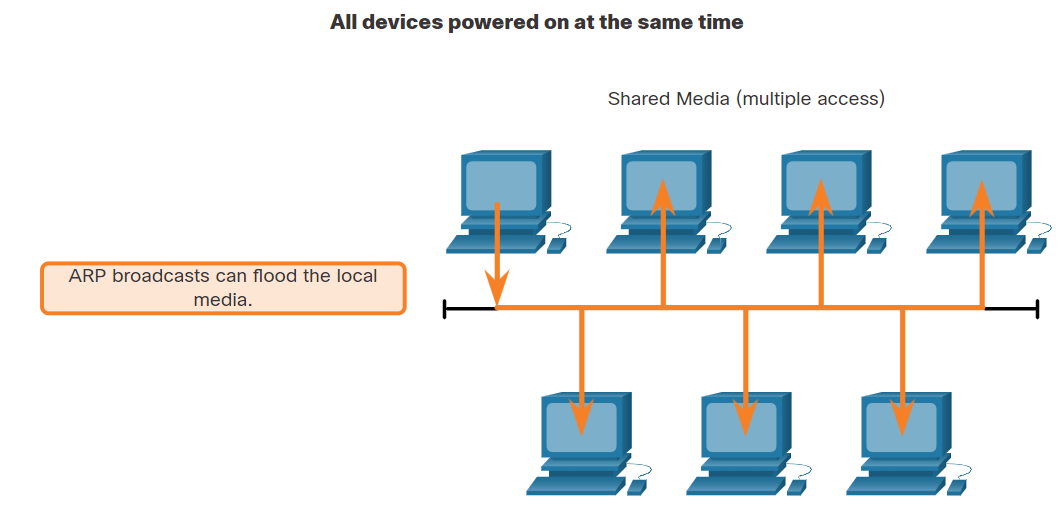 All devices powered on at the same time
Shared Media (multiple access)
ARP broadcasts can flood the local
media.